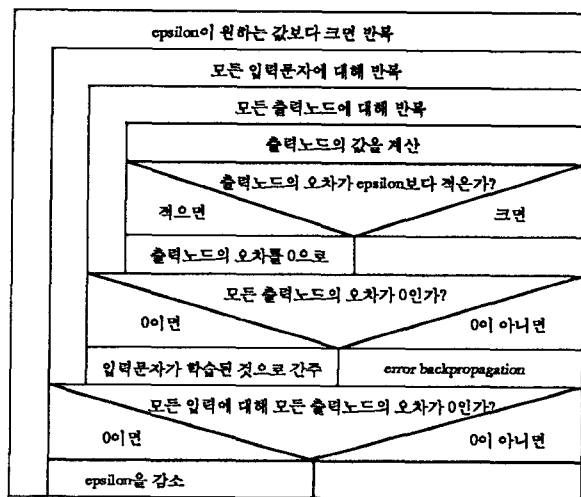 epsilon이 원하는 값보다 크면 반복
모든 입력문자에 대해 반복
모든 출력노드에 대해 반복
출력노드의 값을 계산
출력노드의 오차가 epsilon보다 적은가?
적으면
크면
출력노드의 오차를 0으로
모든 출력노드의 오차가 0인가?
0이면
0이 아니면
입력문자가 학습된 것으로 간주
error backpropagation
모든 입력에 대해 모든 출력노드의 오차가 0인가?
0이면
0이 아니면
epsilon을 감소